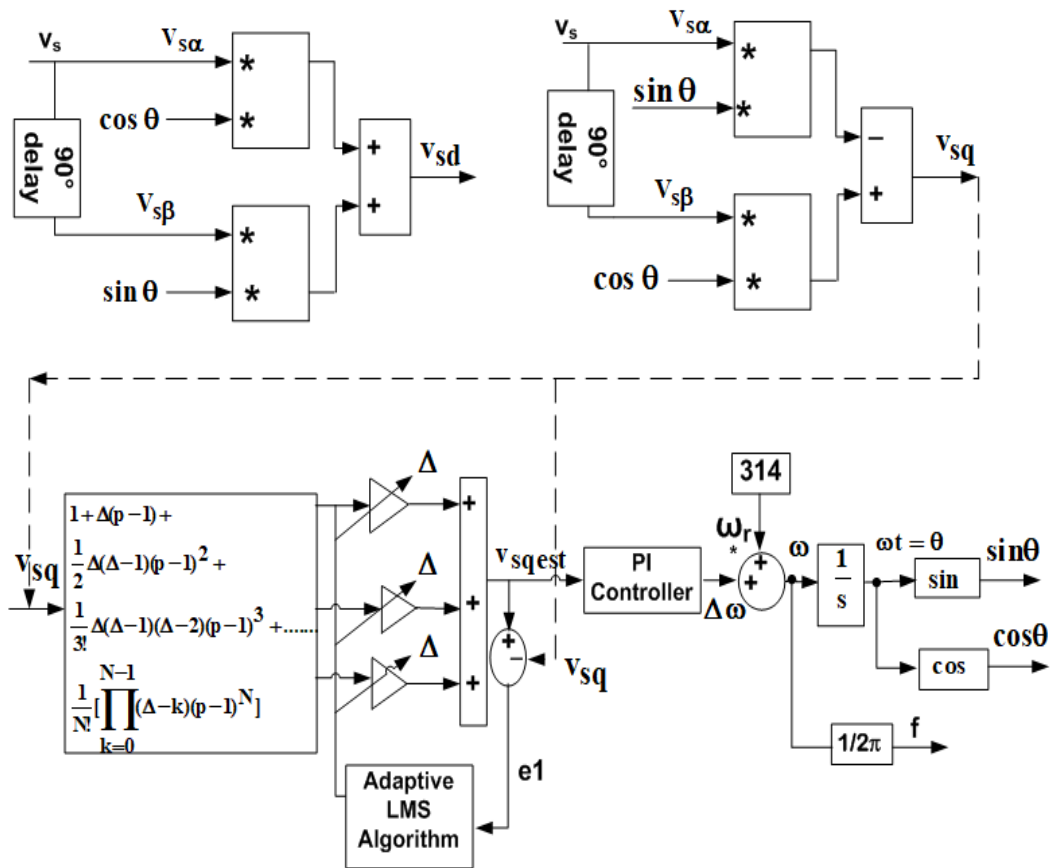 vs
Vsα
*
cos θ
*
90° delay
+
vsd
+
Vsβ
*
sin θ
*
vs
Vsα
*
sin θ
*
90° delay
−
vsq
+
Vsβ
*
cos θ
*
vsq
1+Δ(p−1)+
1/2 Δ(Δ−1)(p−1)^2+
1/3! Δ(Δ−1)(Δ−2)(p−1)^3+.......
1/N! [∏_{k=0}^{N−1}(Δ−k)(p−1)^N]
Δ
+
Δ
+
Δ
+
vsqest
+
−
vsq
e1
Adaptive
LMS
Algorithm
PI
Controller
Δω
314
ωr
*
+
+
ω
1/s
ωt = θ
sin
sinθ
cos
cosθ
1/2π
f